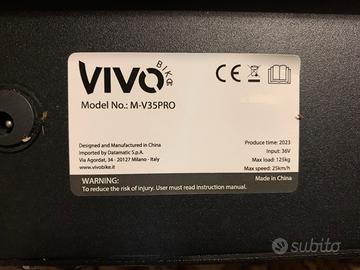 VIVO BIKE
CE
Model No.: M-V35PRO
Designed and Manufactured in China
Imported by Datamatic S.p.A.
Via Agordat, 34 - 20127 Milano - Italy
www.vivobike.it
Produce time: 2023
Input: 36V
Max load: 125kg
Max speed: 25km/h
WARNING:
To reduce the risk of injury. User must read Instruction manual.
Made in China
subito